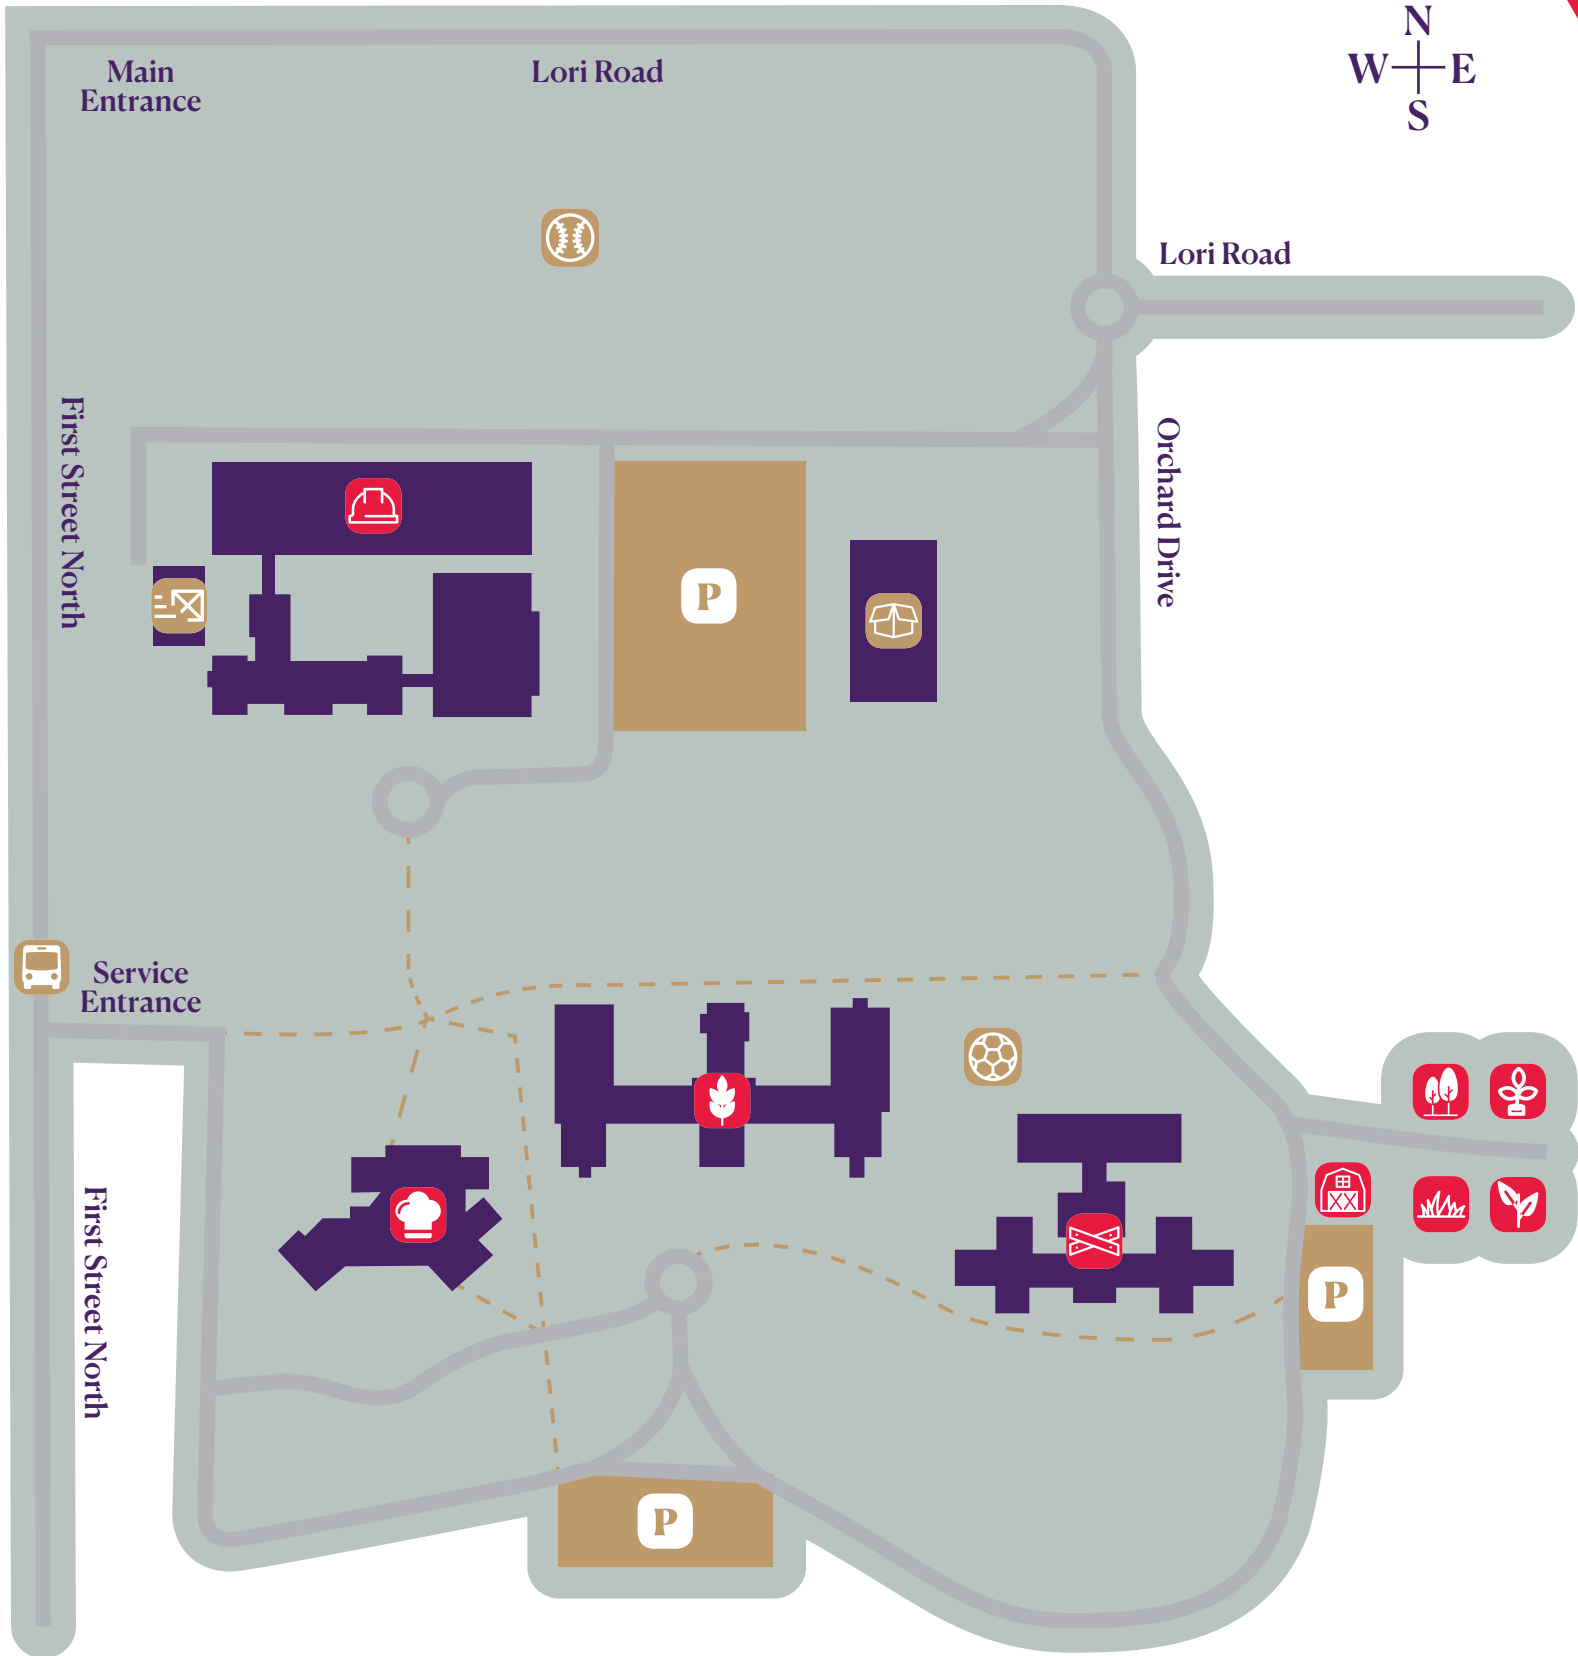 N
W E
S
Main
Entrance
Lori Road
Lori Road
First Street North
Orchard Drive
P
Service
Entrance
First Street North
P
P